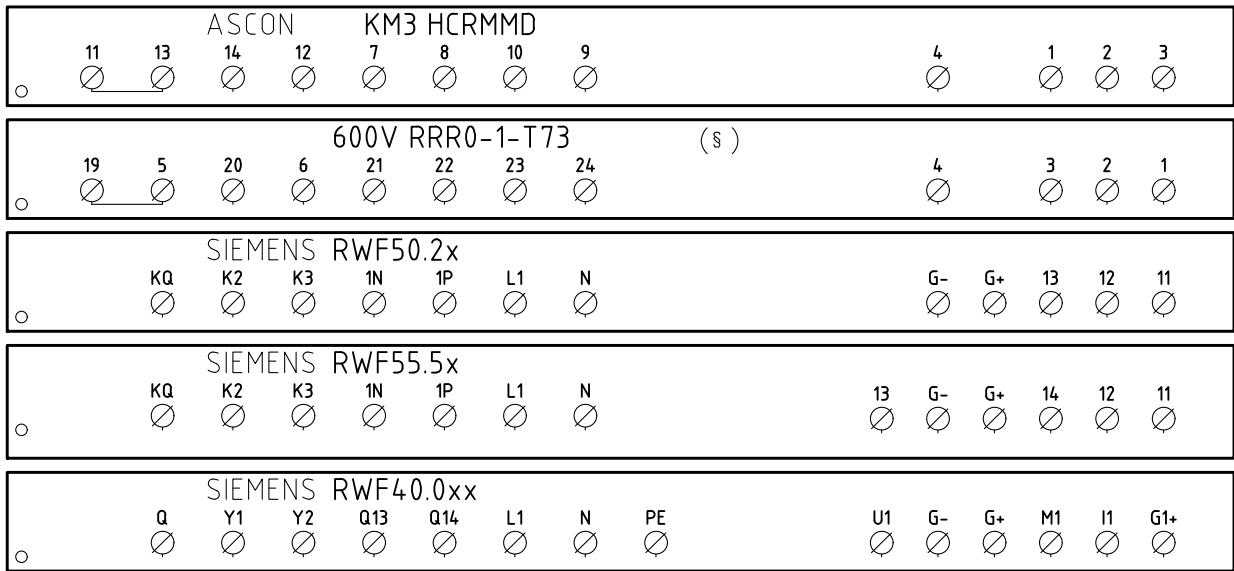 ASCON KM3 HCRMMD
11 13 14 12 7 8 10 9 4 1 2 3
600V RRR0-1-T73 (§)
19 5 20 6 21 22 23 24 4 3 2 1
SIEMENS RWF50.2x
KQ K2 K3 1N 1P L1 N G- G+ 13 12 11
SIEMENS RWF55.5x
KQ K2 K3 1N 1P L1 N 13 G- G+ 14 12 11
SIEMENS RWF40.0xx
Q Y1 Y2 Q13 Q14 L1 N PE U1 G- G+ M1 I1 G1+